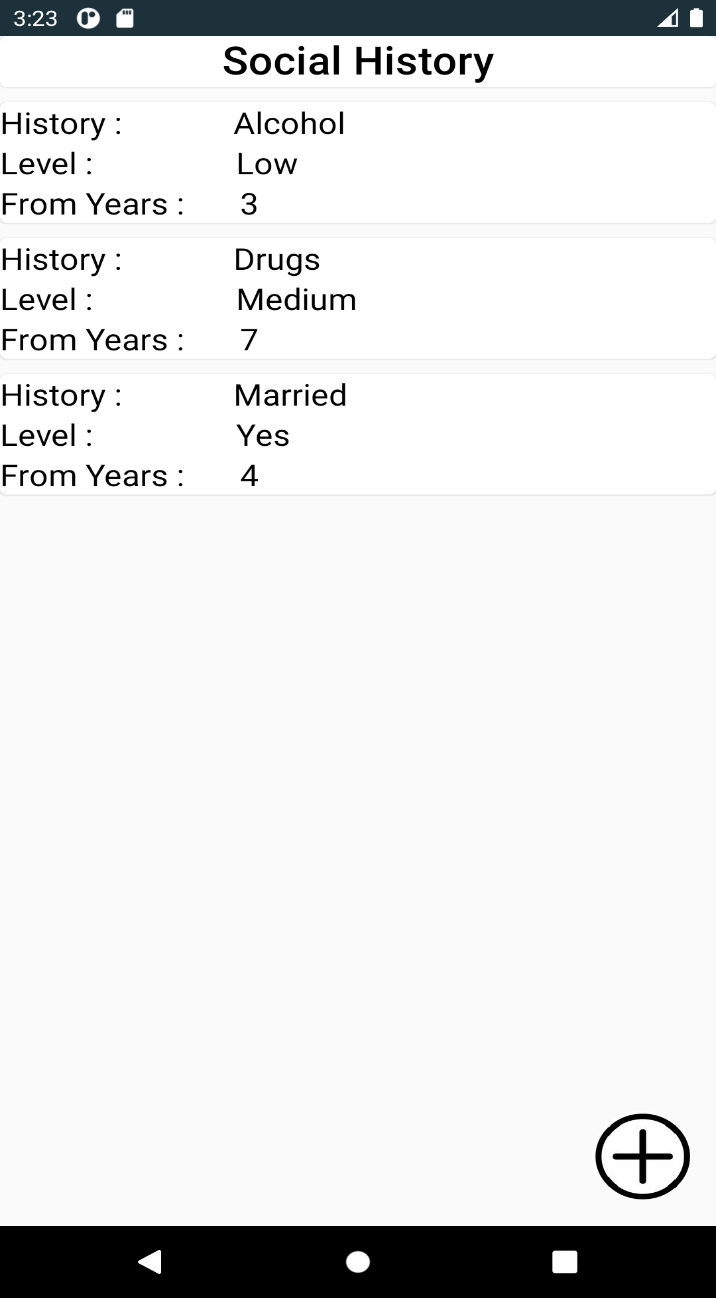 3:23
Social History
History : Alcohol
Level : Low
From Years : 3
History : Drugs
Level : Medium
From Years : 7
History : Married
Level : Yes
From Years : 4